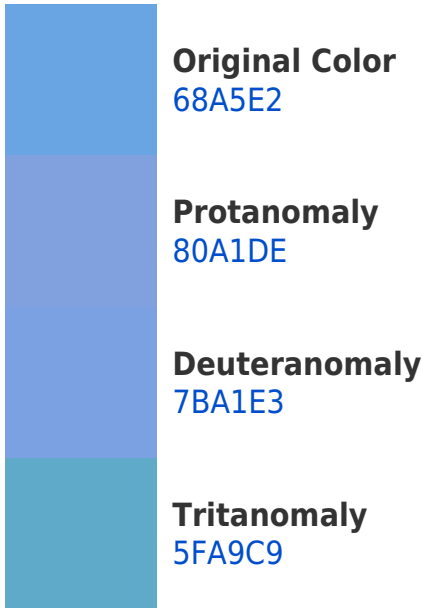 Original Color
68A5E2
Protanomaly
80A1DE
Deuteranomaly
7BA1E3
Tritanomaly
5FA9C9